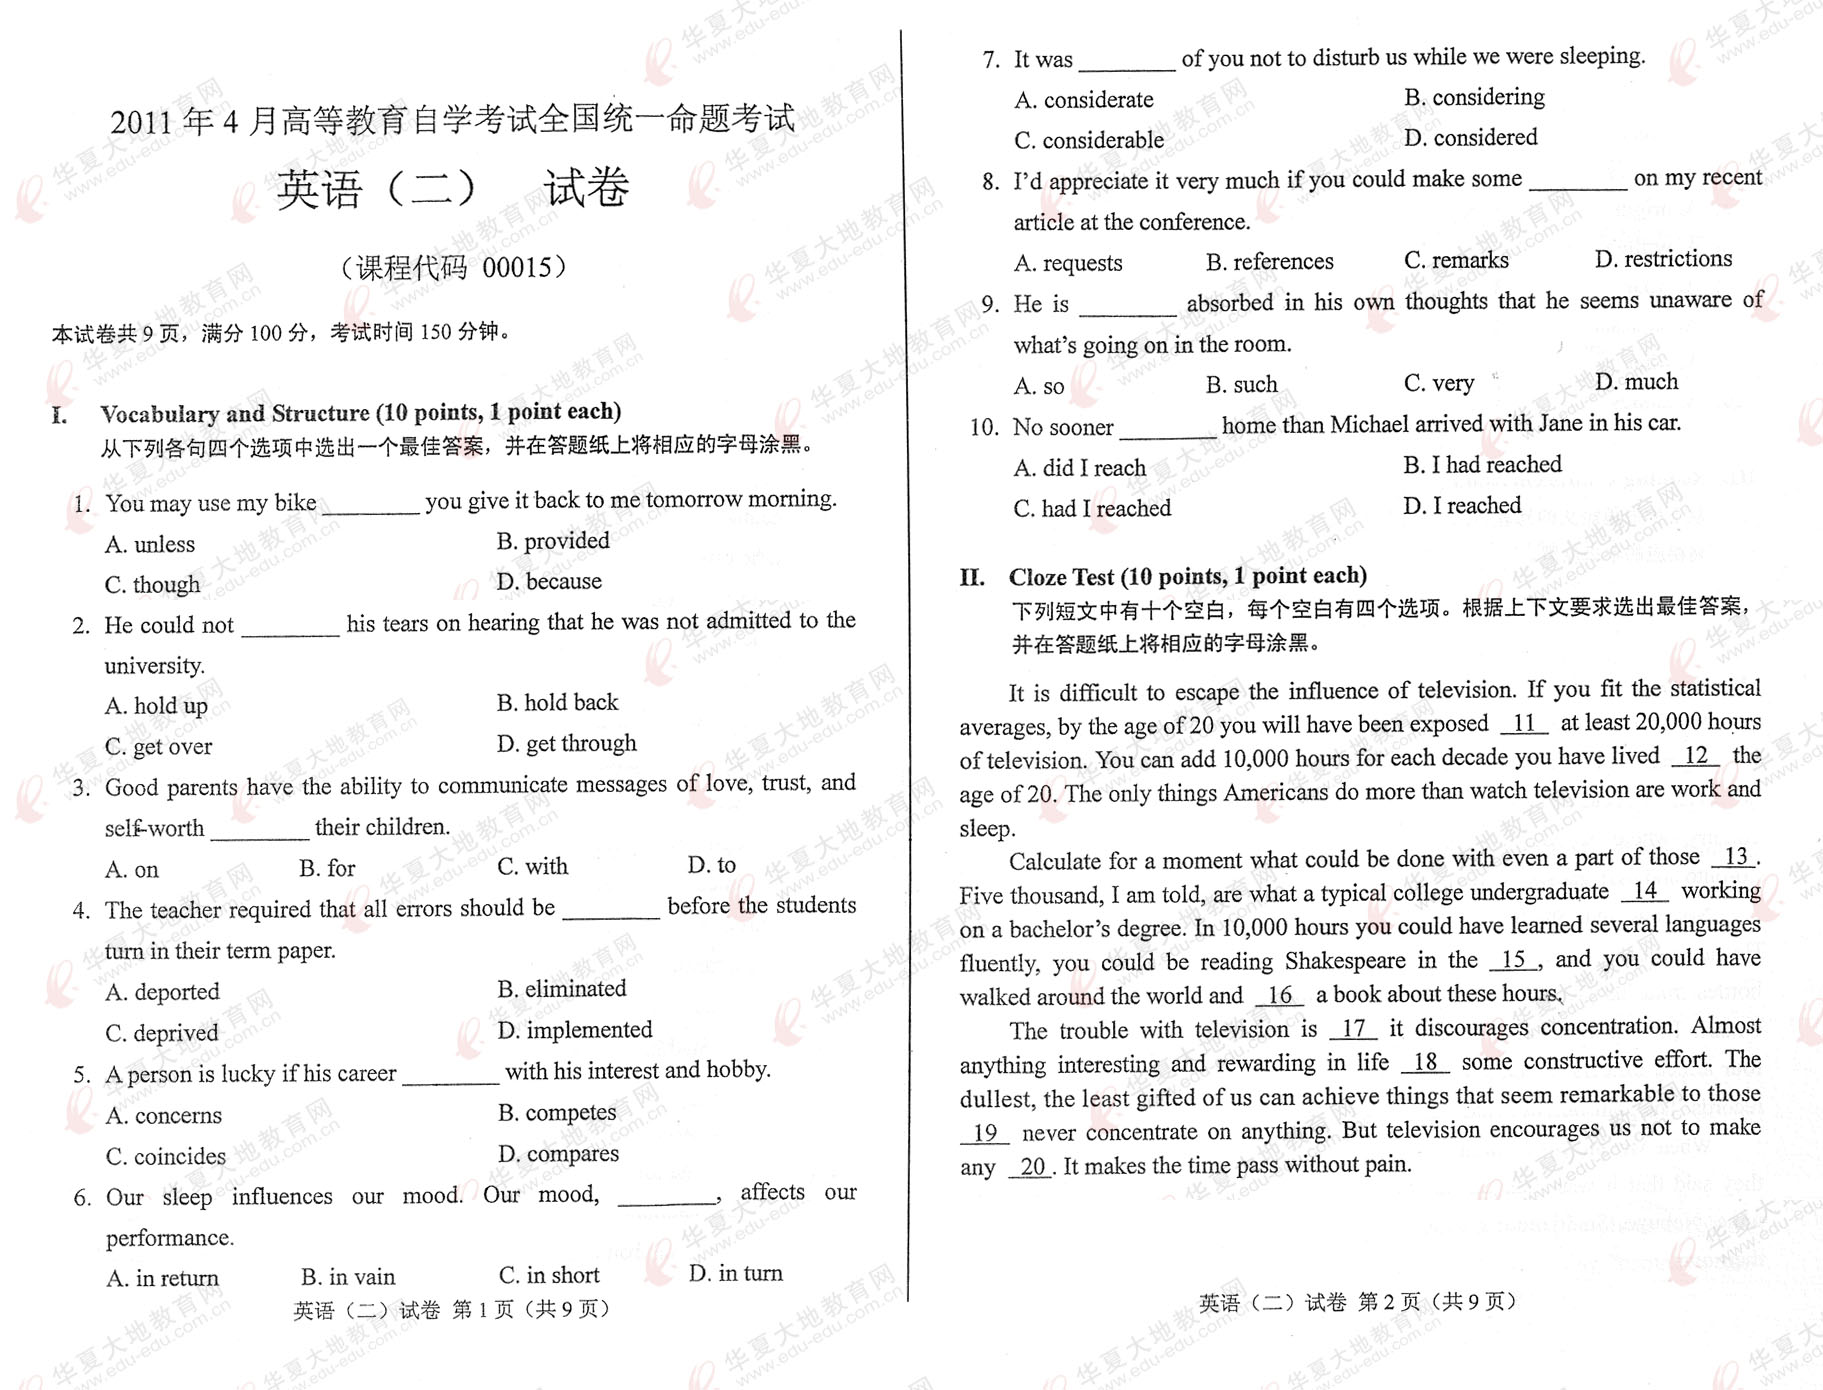 2011 年 4 月高等教育自学考试全国统一命题考试
英语（二） 试卷
（课程代码 00015）
本试卷共 9 页，满分 100 分，考试时间 150 分钟。
I. Vocabulary and Structure (10 points, 1 point each)
从下列各句四个选项中选出一个最佳答案，并在答题纸上将相应的字母涂黑。
1. You may use my bike ________ you give it back to me tomorrow morning.
A. unless B. provided
C. though D. because
2. He could not ________ his tears on hearing that he was not admitted to the
university.
A. hold up B. hold back
C. get over D. get through
3. Good parents have the ability to communicate messages of love, trust, and
self-worth ________ their children.
A. on B. for C. with D. to
4. The teacher required that all errors should be ________ before the students
turn in their term paper.
A. deported B. eliminated
C. deprived D. implemented
5. A person is lucky if his career ________ with his interest and hobby.
A. concerns B. competes
C. coincides D. compares
6. Our sleep influences our mood. Our mood, ________, affects our
performance.
A. in return B. in vain C. in short D. in turn
英语（二）试卷 第 1 页（共 9 页）
7. It was ________ of you not to disturb us while we were sleeping.
A. considerate B. considering
C. considerable D. considered
8. I'd appreciate it very much if you could make some ________ on my recent
article at the conference.
A. requests B. references C. remarks D. restrictions
9. He is ________ absorbed in his own thoughts that he seems unaware of
what's going on in the room.
A. so B. such C. very D. much
10. No sooner ________ home than Michael arrived with Jane in his car.
A. did I reach B. I had reached
C. had I reached D. I reached
II. Cloze Test (10 points, 1 point each)
下列短文中有十个空白，每个空白有四个选项。根据上下文要求选出最佳答案，
并在答题纸上将相应的字母涂黑。
It is difficult to escape the influence of television. If you fit the statistical
averages, by the age of 20 you will have been exposed 11 at least 20,000 hours
of television. You can add 10,000 hours for each decade you have lived 12 the
age of 20. The only things Americans do more than watch television are work and
sleep.
Calculate for a moment what could be done with even a part of those 13.
Five thousand, I am told, are what a typical college undergraduate 14 working
on a bachelor's degree. In 10,000 hours you could have learned several languages
fluently, you could be reading Shakespeare in the 15, and you could have
walked around the world and 16 a book about these hours.
The trouble with television is 17 it discourages concentration. Almost
anything interesting and rewarding in life 18 some constructive effort. The
dullest, the least gifted of us can achieve things that seem remarkable to those
19 never concentrate on anything. But television encourages us not to make
any 20. It makes the time pass without pain.
英语（二）试卷 第 2 页（共 9 页）
华夏大地教育网
www.edu-edu.com.cn